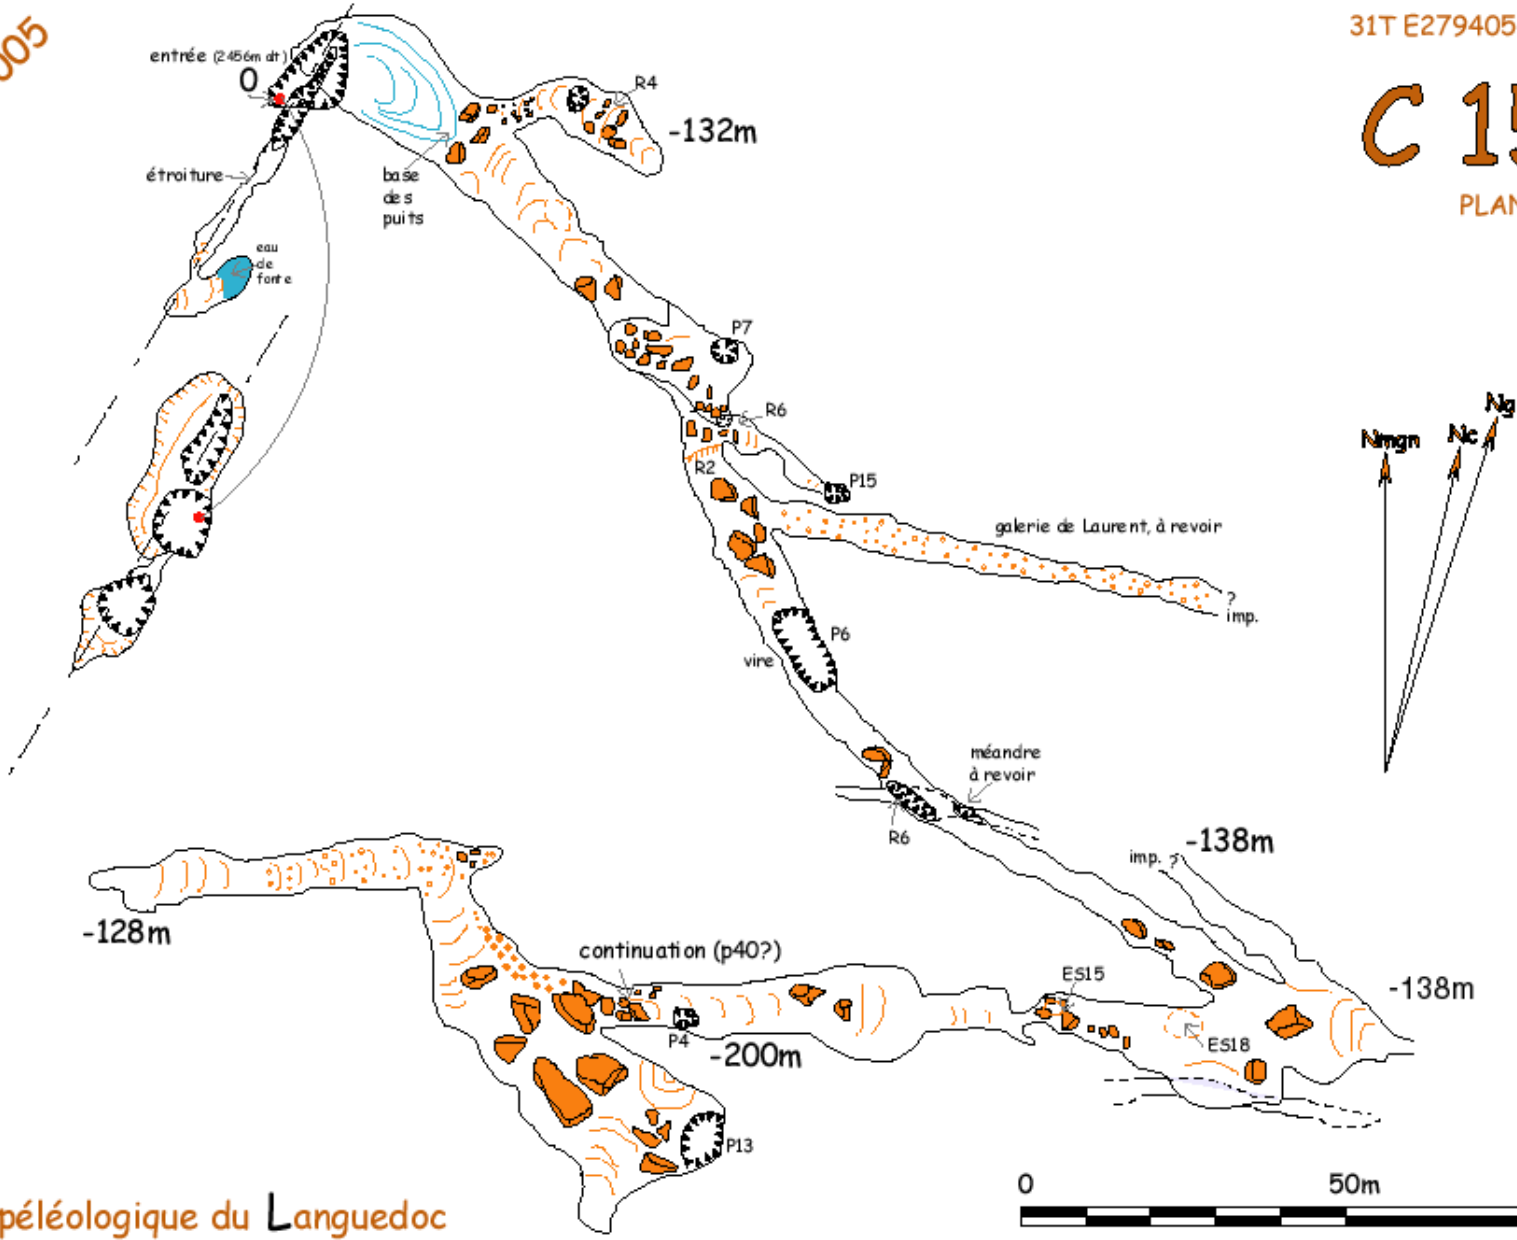 005
31T E279405
entrée (2456m dt)
0
C 15
PLAN
R4
-132m
étroiture
base
des
puits
eau
de
fonte
P7
R6
R2
P15
Nmgn
Nc
Ng
galerie de Laurent, à revoir
?
imp.
P6
vire
méandre
à revoir
R6
imp. ?
-138m
-128m
continuation (p40?)
ES15
-138m
P4
-200m
ES18
P13
0
50m
péléologique du Languedoc